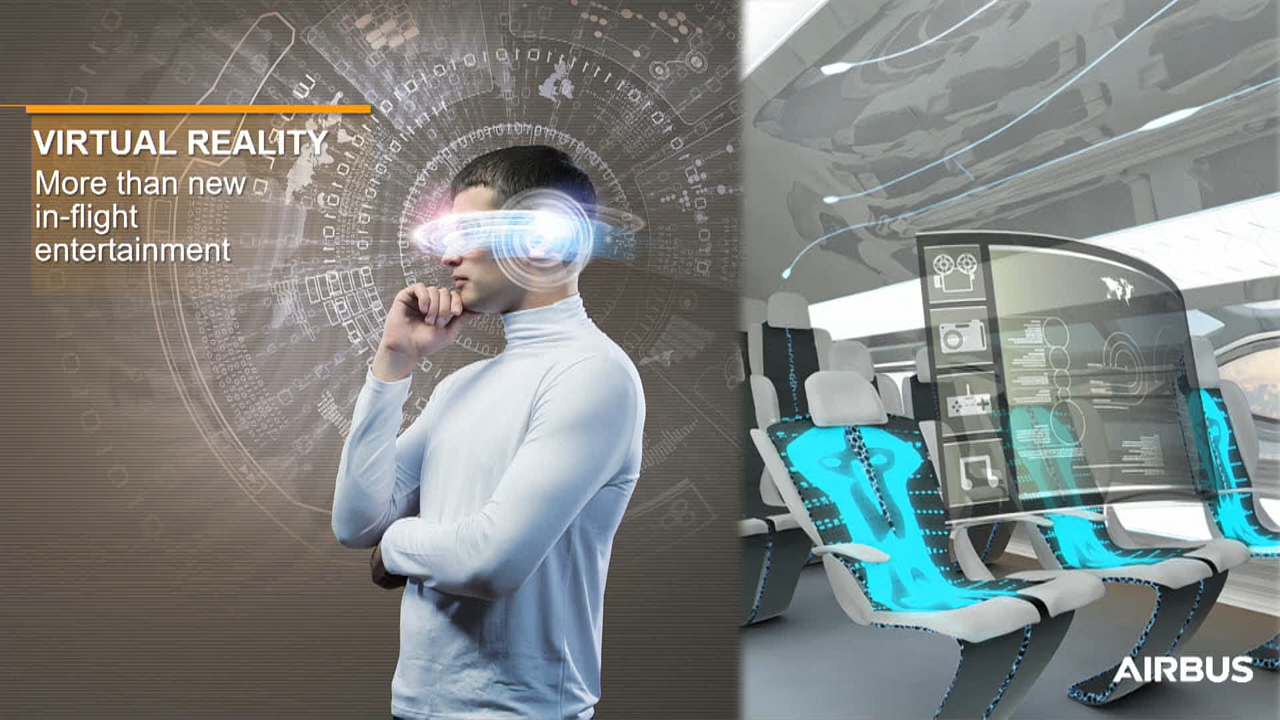 VIRTUAL REALITY
More than new
in-flight
entertainment
AIRBUS